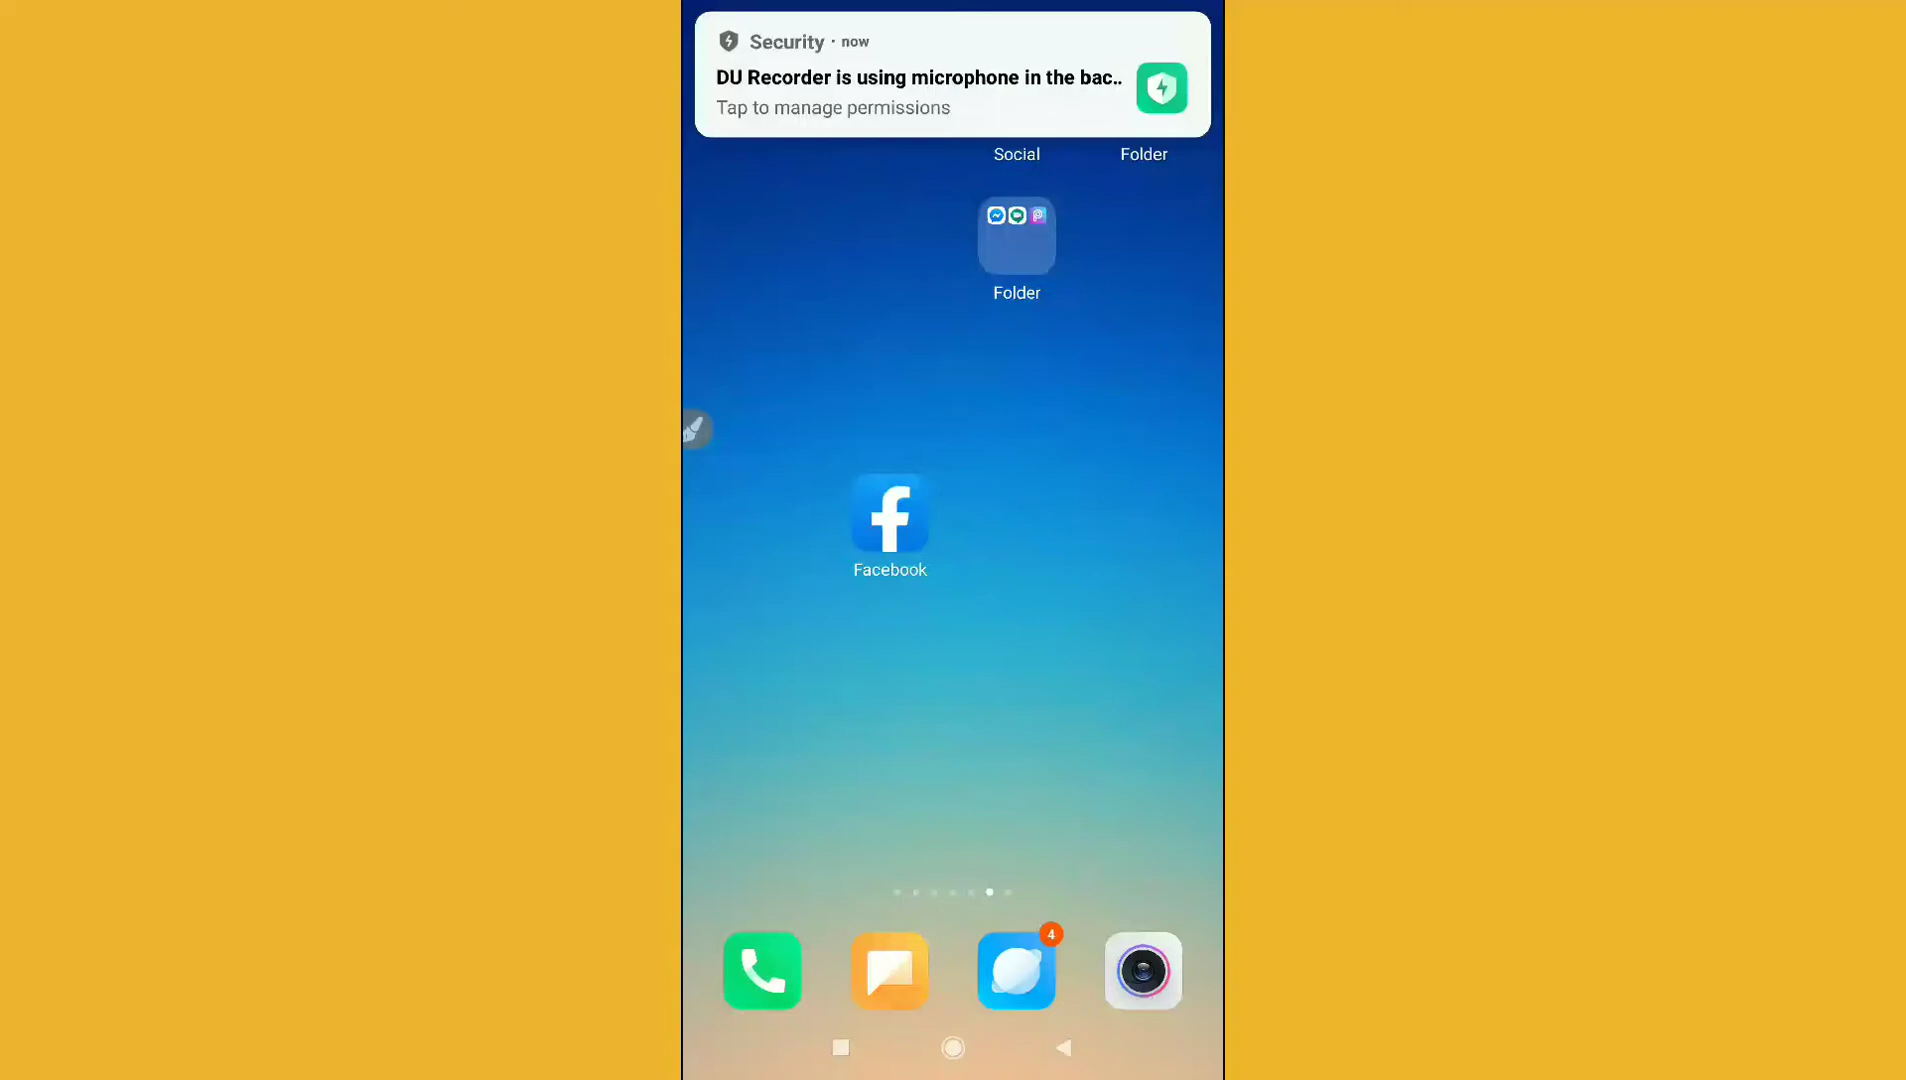 Security · now
DU Recorder is using microphone in the bac..
Tap to manage permissions
Social
Folder
Folder
Facebook
4